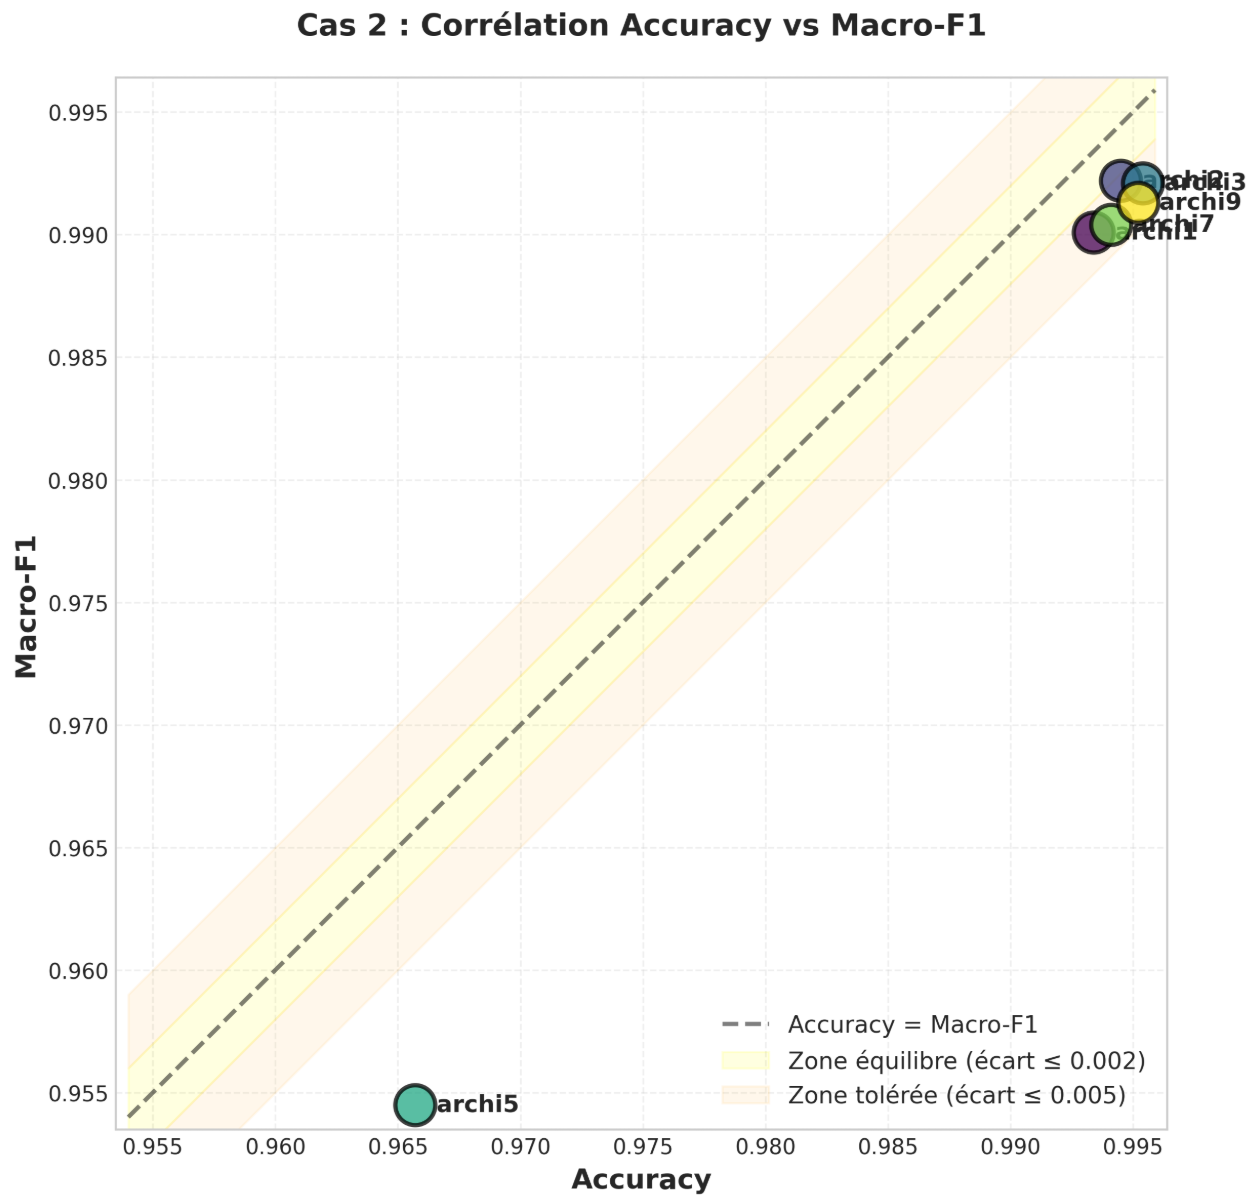 Cas 2 : Corrélation Accuracy vs Macro-F1
0.995
0.990
0.985
0.980
0.975
0.970
0.965
0.960
0.955
Macro-F1
archi2
archi3
archi9
archi7
archi1
archi5
Accuracy = Macro-F1
Zone équilibre (écart ≤ 0.002)
Zone tolérée (écart ≤ 0.005)
0.955 0.960 0.965 0.970 0.975 0.980 0.985 0.990 0.995
Accuracy